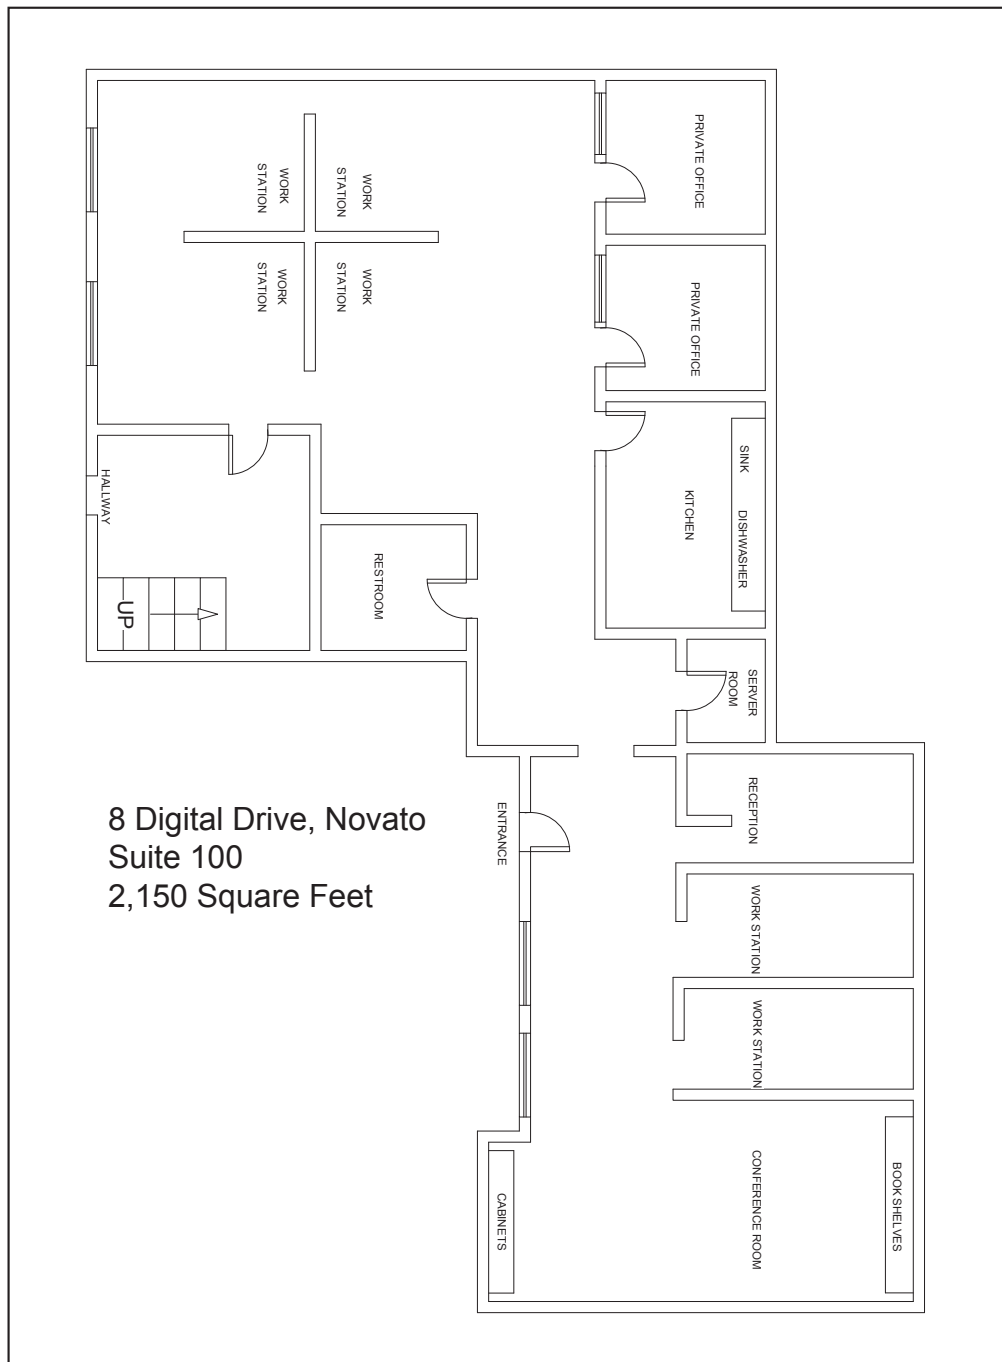 PRIVATE OFFICE
WORK
STATION
WORK
STATION
WORK
STATION
WORK
STATION
PRIVATE OFFICE
SINK
DISHWASHER
KITCHEN
HALLWAY
RESTROOM
UP
SERVER
ROOM
RECEPTION
ENTRANCE
8 Digital Drive, Novato
Suite 100
2,150 Square Feet
WORK STATION
WORK STATION
CONFERENCE ROOM
BOOK SHELVES
CABINETS